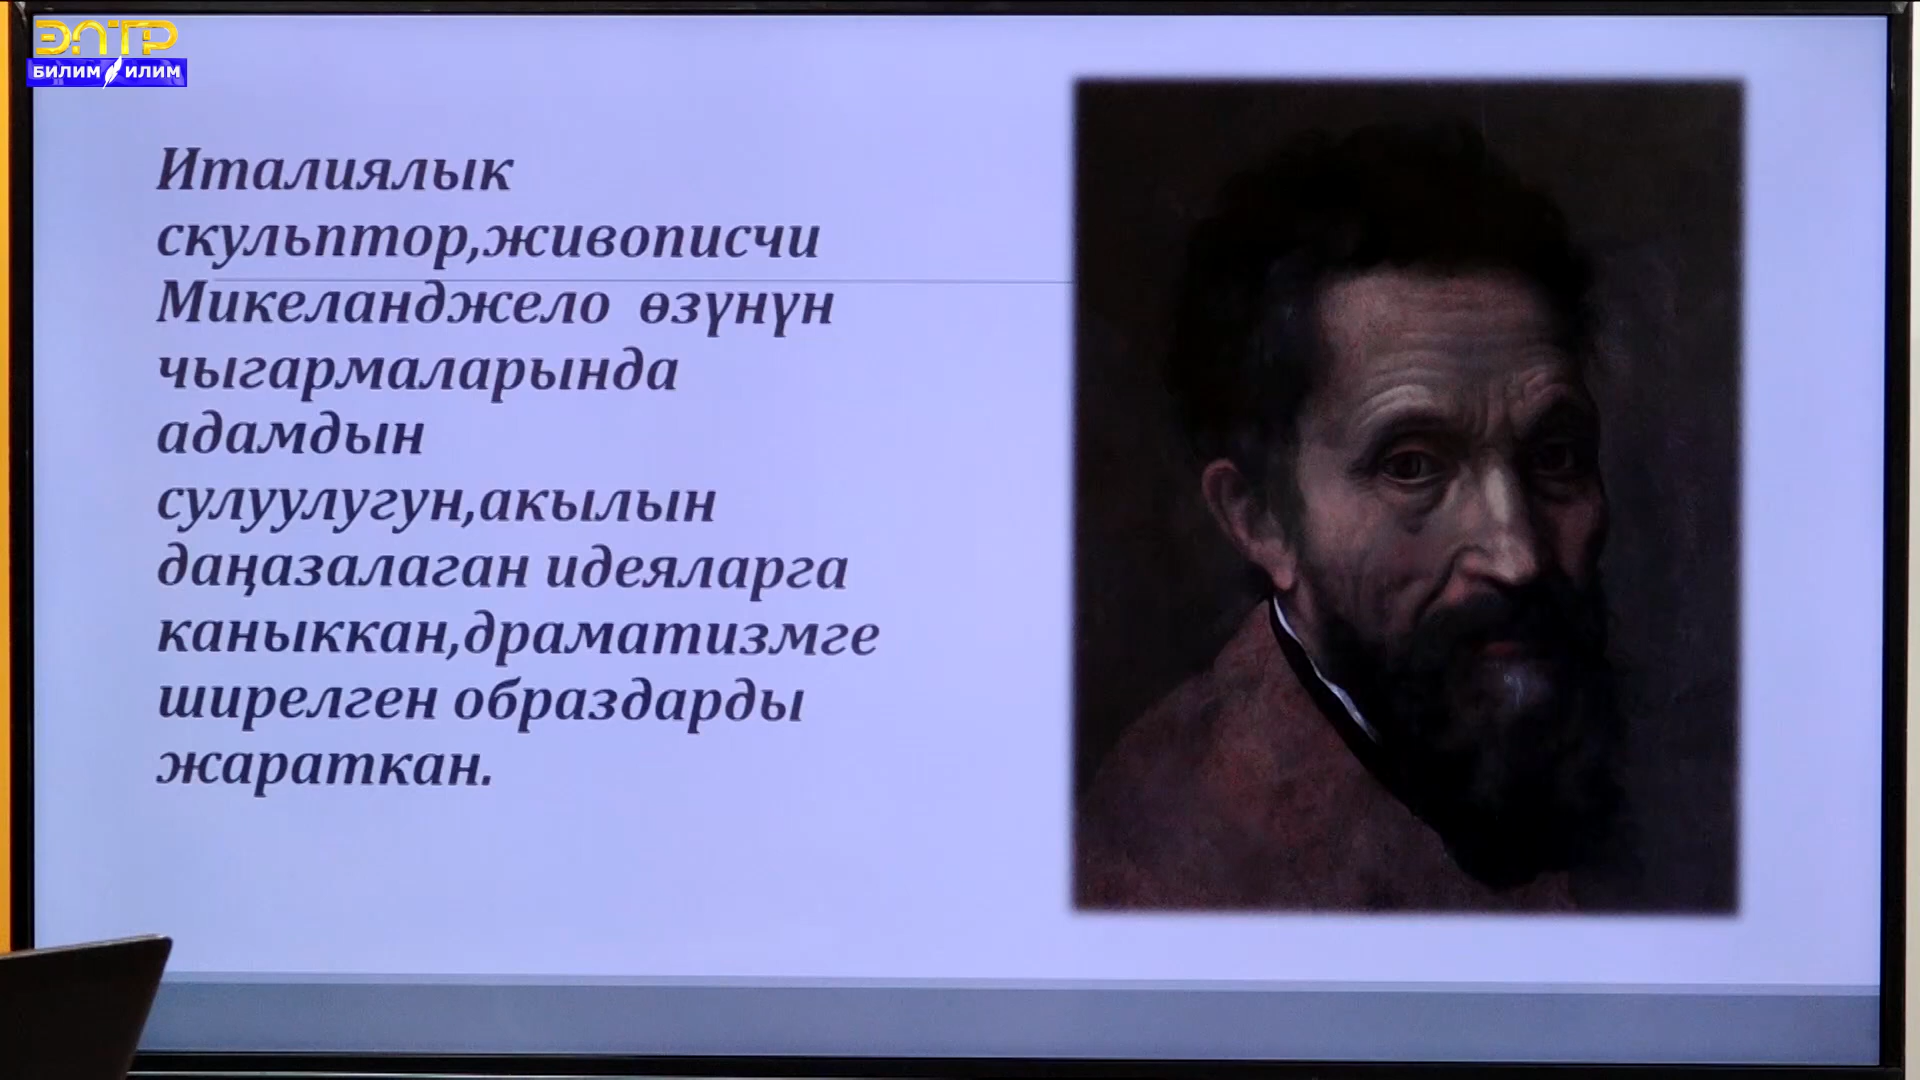 ЭЛТР
БИЛИМ ИЛИМ
Италиялык
скульптор,живописчи
Микеланджело өзүнүн
чыгармаларында
адамдын
сулуулугун,акылын
даңазалаган идеяларга
каныккан,драматизмге
ширелген образдарды
жараткан.